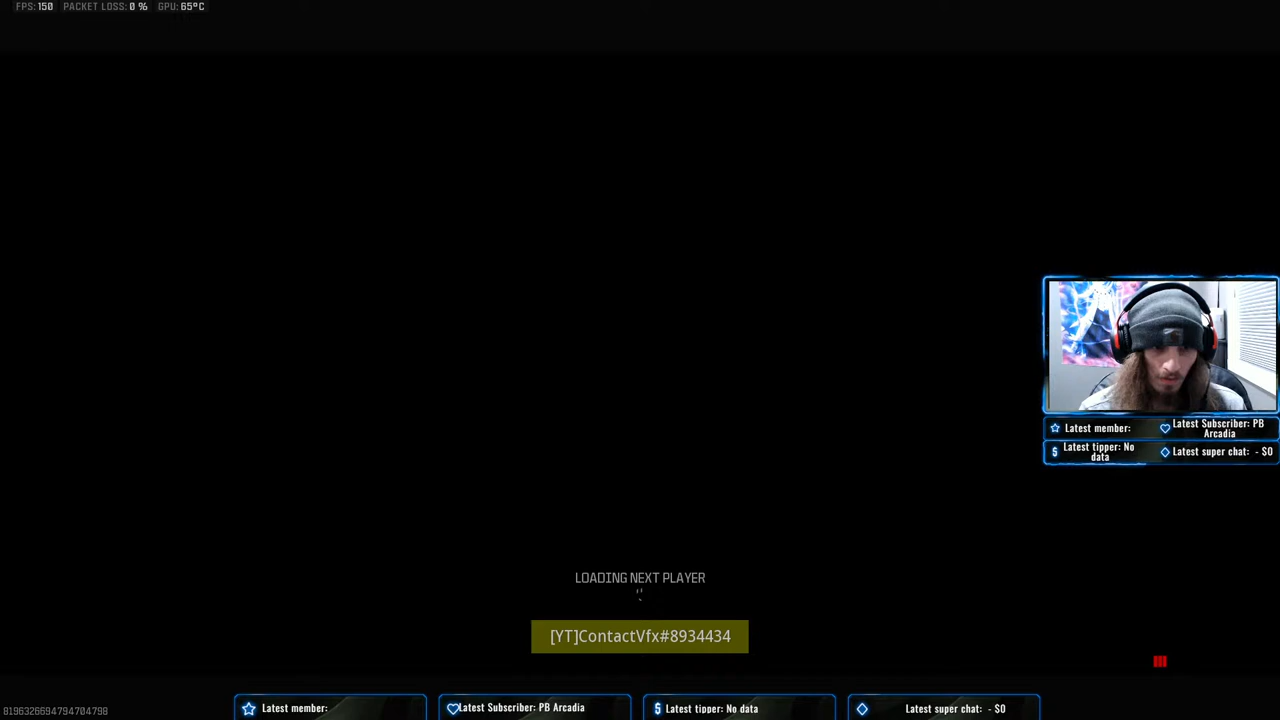 FPS: 150 PACKET LOSS: 0 % GPU: 65°C
Latest member:
Latest Subscriber: PB
Arcadia
Latest tipper: No
data
Latest super chat: - $0
LOADING NEXT PLAYER
[YT]ContactVfx#8934434
8196326694794704798
Latest member:
Latest Subscriber: PB Arcadia
Latest tipper: No data
Latest super chat: - $0